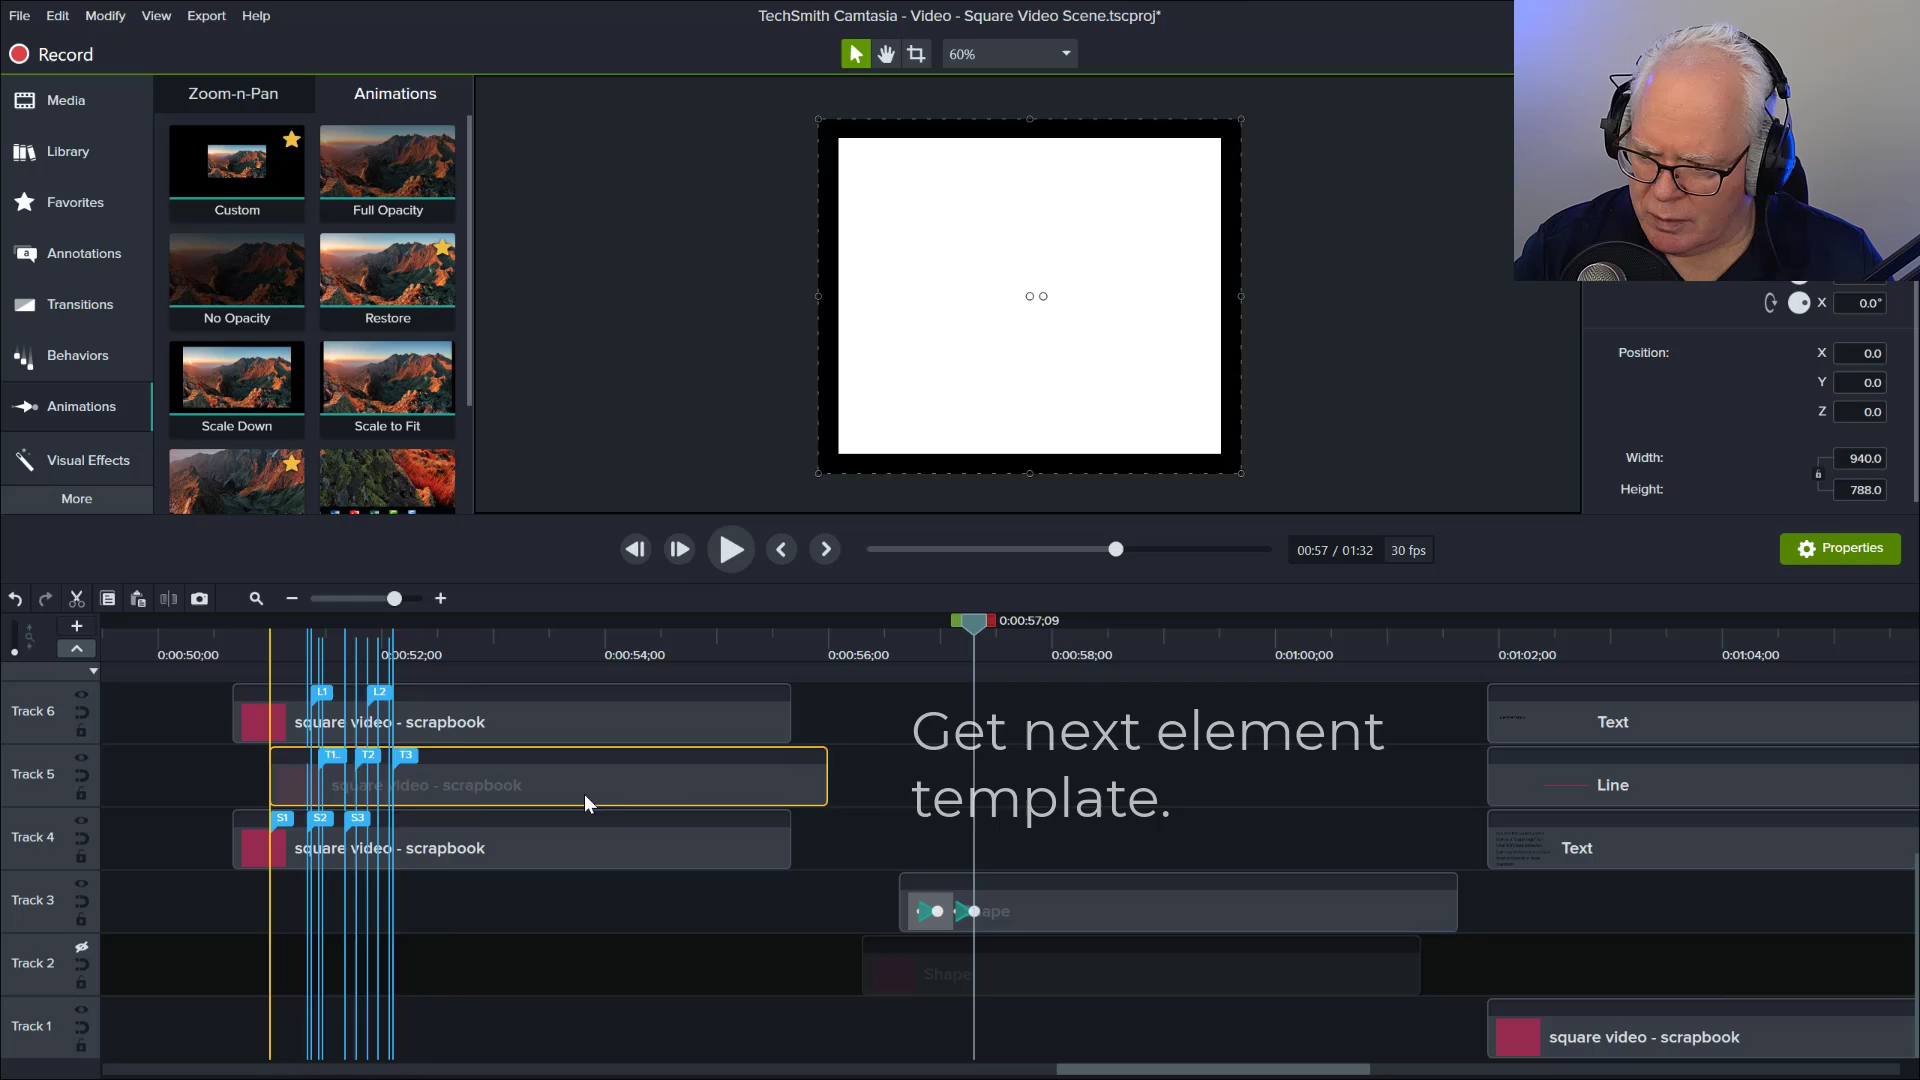 File Edit Modify View Export Help
TechSmith Camtasia - Video - Square Video Scene.tscproj*
Record
60%
Media
Library
Favorites
Annotations
Transitions
Behaviors
Animations
Visual Effects
More
Zoom-n-Pan
Animations
Custom
Full Opacity
No Opacity
Restore
Scale Down
Scale to Fit
X 0.0°
Position: X 0.0
Y 0.0
Z 0.0
Width: 940.0
Height: 788.0
00:57 / 01:32 30 fps
Properties
0:00:57;09
0:00:50;00 0:00:52;00 0:00:54;00 0:00:56;00 0:00:58;00 0:01:00;00 0:01:02;00 0:01:04;00
Track 6
L1 L2
square video - scrapbook
Text
Track 5
T1.. T2 T3
square video - scrapbook
Line
Track 4
S1 S2 S3
square video - scrapbook
Text
Get next element
template.
Track 3
ape
Track 2
Shape
Track 1
square video - scrapbook